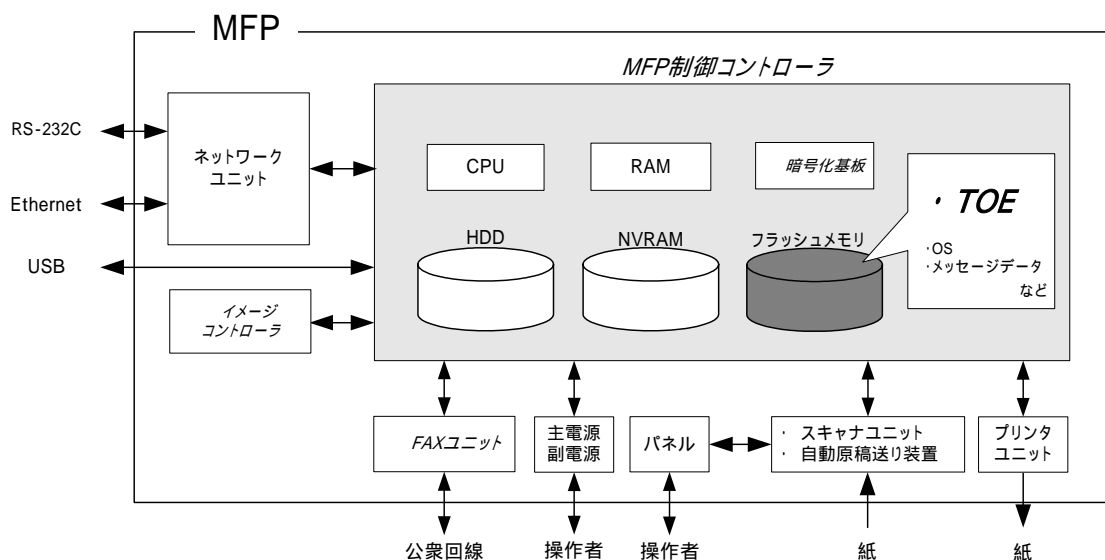 MFP
MFP制御コントローラ
RS-232C
ネットワーク
ユニット
CPU
RAM
暗号化基板
・ TOE
・OS
・メッセージデータ
など
Ethernet
HDD
NVRAM
フラッシュメモリ
USB
イメージ
コントローラ
FAXユニット
主電源
副電源
パネル
・ スキャナユニット
・ 自動原稿送り装置
プリンタ
ユニット
公衆回線
操作者
操作者
紙
紙